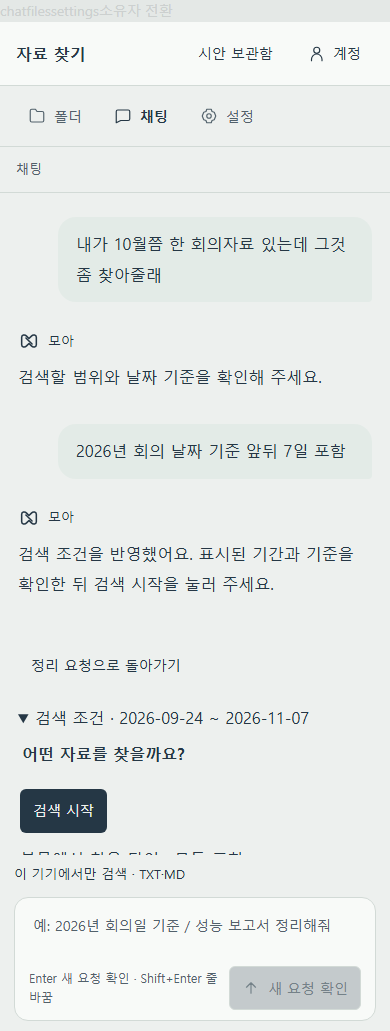 chatfilessettings소유자 전환
자료 찾기
시안 보관함
계정
폴더
채팅
설정
채팅
내가 10월쯤 한 회의자료 있는데 그것
좀 찾아줄래
모아
검색할 범위와 날짜 기준을 확인해 주세요.
2026년 회의 날짜 기준 앞뒤 7일 포함
모아
검색 조건을 반영했어요. 표시된 기간과 기준을
확인한 뒤 검색 시작을 눌러 주세요.
정리 요청으로 돌아가기
▼ 검색 조건 · 2026-09-24 ~ 2026-11-07
어떤 자료를 찾을까요?
검색 시작
이 기기에서만 검색 · TXT·MD
예: 2026년 회의일 기준 / 성능 보고서 정리해줘
Enter 새 요청 확인 · Shift+Enter 줄
바꿈
새 요청 확인